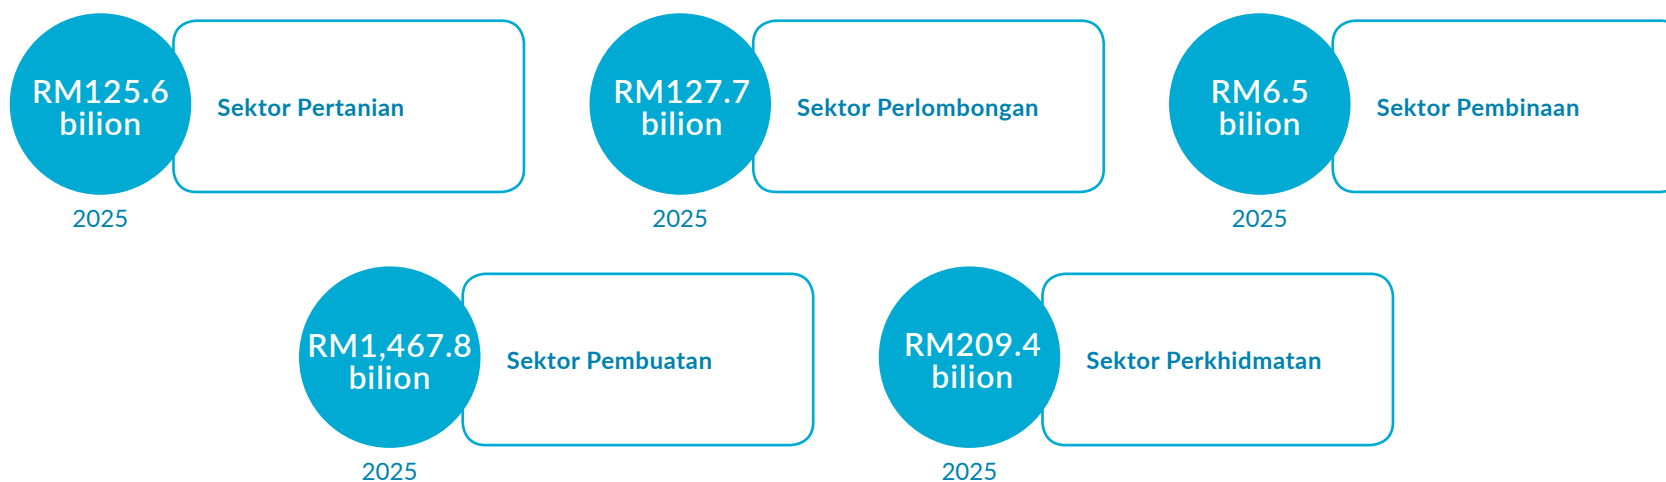 RM125.6
bilion
Sektor Pertanian
2025
RM127.7
bilion
Sektor Perlombongan
2025
RM6.5
bilion
Sektor Pembinaan
2025
RM1,467.8
bilion
Sektor Pembuatan
2025
RM209.4
bilion
Sektor Perkhidmatan
2025